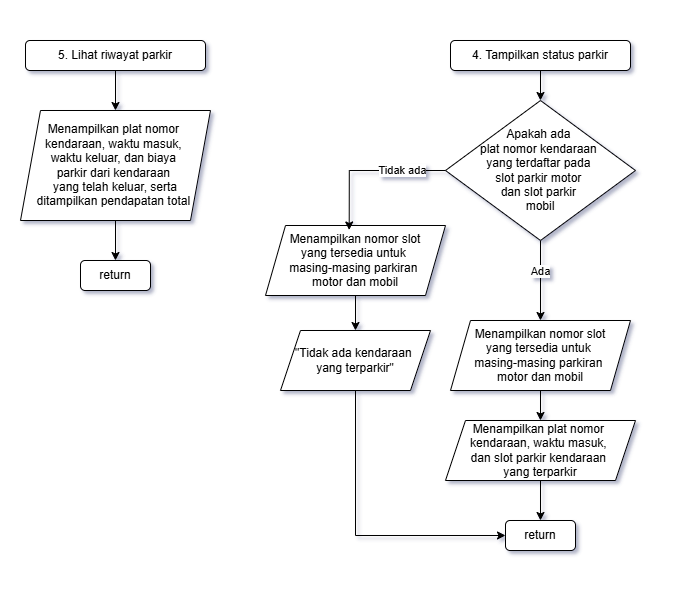 5. Lihat riwayat parkir
Menampilkan plat nomor
kendaraan, waktu masuk,
waktu keluar, dan biaya
parkir dari kendaraan
yang telah keluar, serta
ditampilkan pendapatan total
return
4. Tampilkan status parkir
Apakah ada
plat nomor kendaraan
yang terdaftar pada
slot parkir motor
dan slot parkir
mobil
Tidak ada
Menampilkan nomor slot
yang tersedia untuk
masing-masing parkiran
motor dan mobil
"Tidak ada kendaraan
yang terparkir"
Ada
Menampilkan nomor slot
yang tersedia untuk
masing-masing parkiran
motor dan mobil
Menampilkan plat nomor
kendaraan, waktu masuk,
dan slot parkir kendaraan
yang terparkir
return